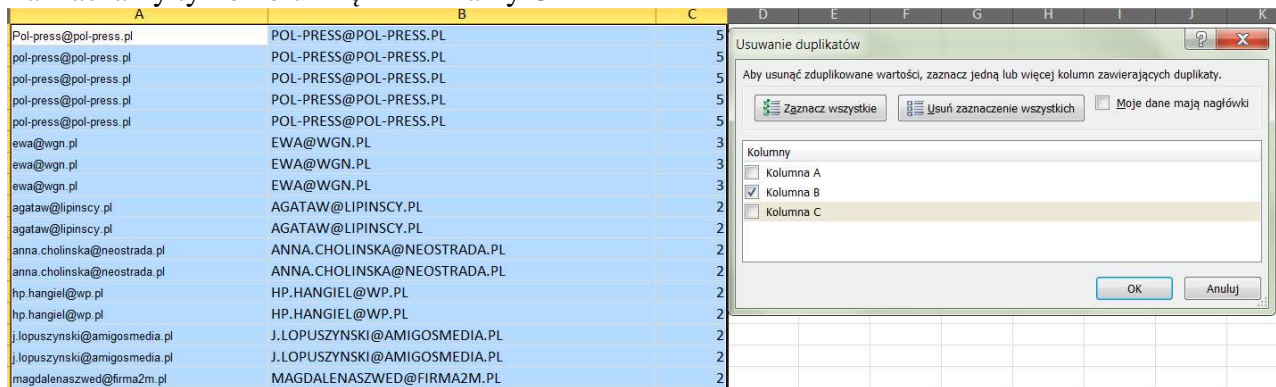 A B C D E F G H I J K
Pol-press@pol-press.pl POL-PRESS@POL-PRESS.PL 5
pol-press@pol-press.pl POL-PRESS@POL-PRESS.PL 5
pol-press@pol-press.pl POL-PRESS@POL-PRESS.PL 5
pol-press@pol-press.pl POL-PRESS@POL-PRESS.PL 5
pol-press@pol-press.pl POL-PRESS@POL-PRESS.PL 5
ewa@wgn.pl EWA@WGN.PL 3
ewa@wgn.pl EWA@WGN.PL 3
ewa@wgn.pl EWA@WGN.PL 3
agataw@lipinscy.pl AGATAW@LIPINSCY.PL 2
agataw@lipinscy.pl AGATAW@LIPINSCY.PL 2
anna.cholinska@neostrada.pl ANNA.CHOLINSKA@NEOSTRADA.PL 2
anna.cholinska@neostrada.pl ANNA.CHOLINSKA@NEOSTRADA.PL 2
hp.hangiel@wp.pl HP.HANGIEL@WP.PL 2
hp.hangiel@wp.pl HP.HANGIEL@WP.PL 2
j.lopuszynski@amigosmedia.pl J.LOPUSZYNSKI@AMIGOSMEDIA.PL 2
j.lopuszynski@amigosmedia.pl J.LOPUSZYNSKI@AMIGOSMEDIA.PL 2
magdalenaszwed@firma2m.pl MAGDALENASZWED@FIRMA2M.PL 2
Usuwanie duplikatów
Aby usunąć zduplikowane wartości, zaznacz jedną lub więcej kolumn zawierających duplikaty.
Zaznacz wszystkie Usuń zaznaczenie wszystkich Moje dane mają nagłówki
Kolumny
Kolumna A
Kolumna B
Kolumna C
OK Anuluj